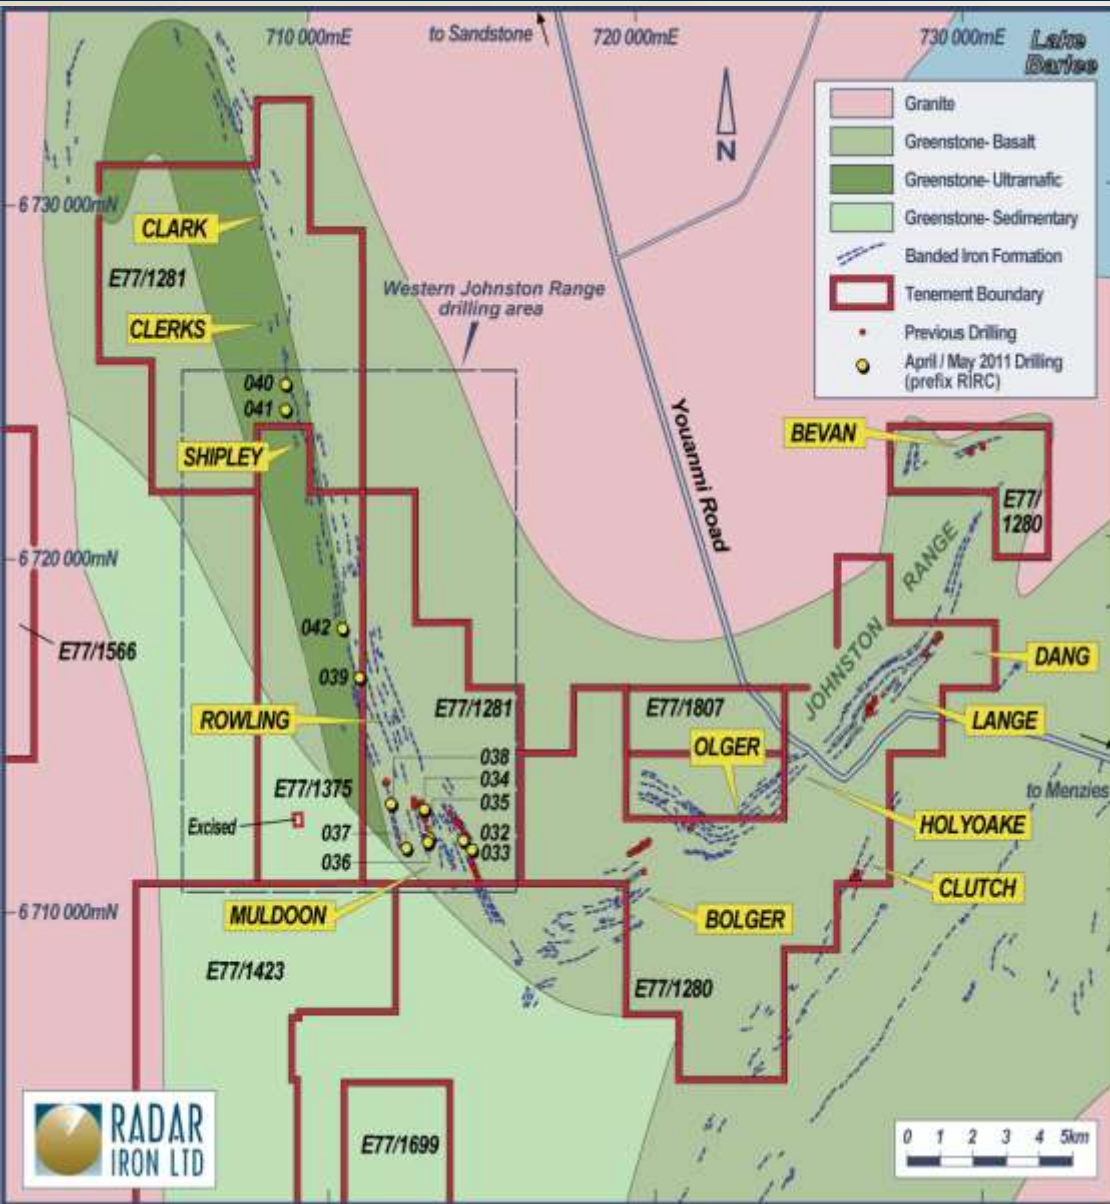 710 000mE
to Sandstone
720 000mE
730 000mE
Lake
Barlee
Granite
Greenstone- Basalt
Greenstone- Ultramafic
Greenstone- Sedimentary
Banded Iron Formation
Tenement Boundary
Previous Drilling
April / May 2011 Drilling
(prefix RIRC)
N
6 730 000mN
CLARK
E77/1281
Western Johnston Range
drilling area
CLERKS
040
041
SHIPLEY
Youanmi Road
BEVAN
E77/
1280
6 720 000mN
JOHNSTON RANGE
E77/1566
042
039
DANG
ROWLING
E77/1281
E77/1807
LANGE
OLGER
038
034
035
E77/1375
Excised
037
036
032
033
to Menzies
HOLYOAKE
CLUTCH
6 710 000mN
MULDOON
BOLGER
E77/1423
E77/1280
E77/1699
RADAR
IRON LTD
0 1 2 3 4 5km